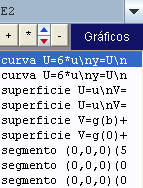 E2
+ * - Gráficos
curva U=6*u\ny=U\n
curva U=6*u\ny=U\n
superficie U=u\nV=
superficie U=u\nV=
superficie V=g(b)+
superficie V=g(0)+
segmento (0,0,0)(5
segmento (0,0,0)(0
segmento (0,0,0)(0